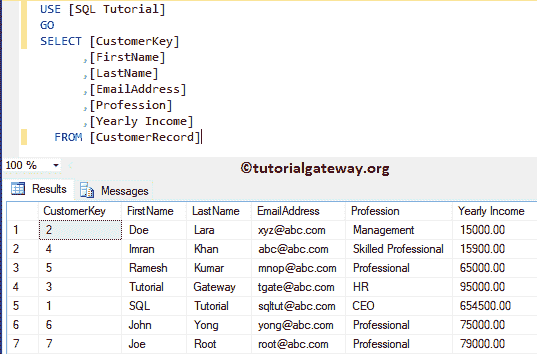 USE [SQL Tutorial]
GO
SELECT [CustomerKey]
,[FirstName]
,[LastName]
,[EmailAddress]
,[Profession]
,[Yearly Income]
FROM [CustomerRecord]
100 %
©tutorialgateway.org
Results Messages
CustomerKey FirstName LastName EmailAddress Profession Yearly Income
1 2 Doe Lara xyz@abc.com Management 15000.00
2 4 Imran Khan abc@abc.com Skilled Professional 15900.00
3 5 Ramesh Kumar mnop@abc.com Professional 65000.00
4 3 Tutorial Gateway tgate@abc.com HR 95000.00
5 1 SQL Tutorial sqltut@abc.com CEO 654500.00
6 6 John Yong yong@abc.com Professional 75000.00
7 7 Joe Root root@abc.com Professional 79000.00